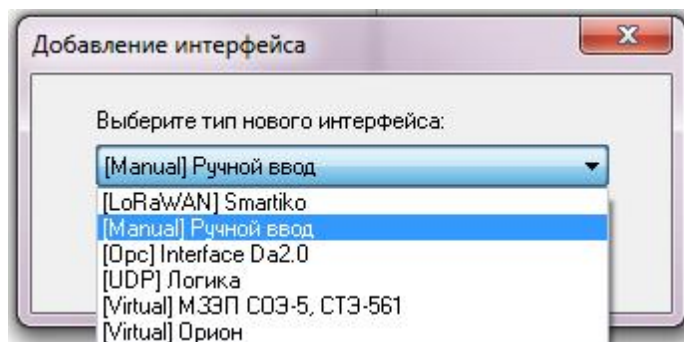 Добавление интерфейса
Выберите тип нового интерфейса:
[Manual] Ручной ввод
[LoRaWAN] Smartiko
[Manual] Ручной ввод
[Opc] Interface Da2.0
[UDP] Логика
[Virtual] МЗЭП СОЭ-5, СТЭ-561
[Virtual] Орион